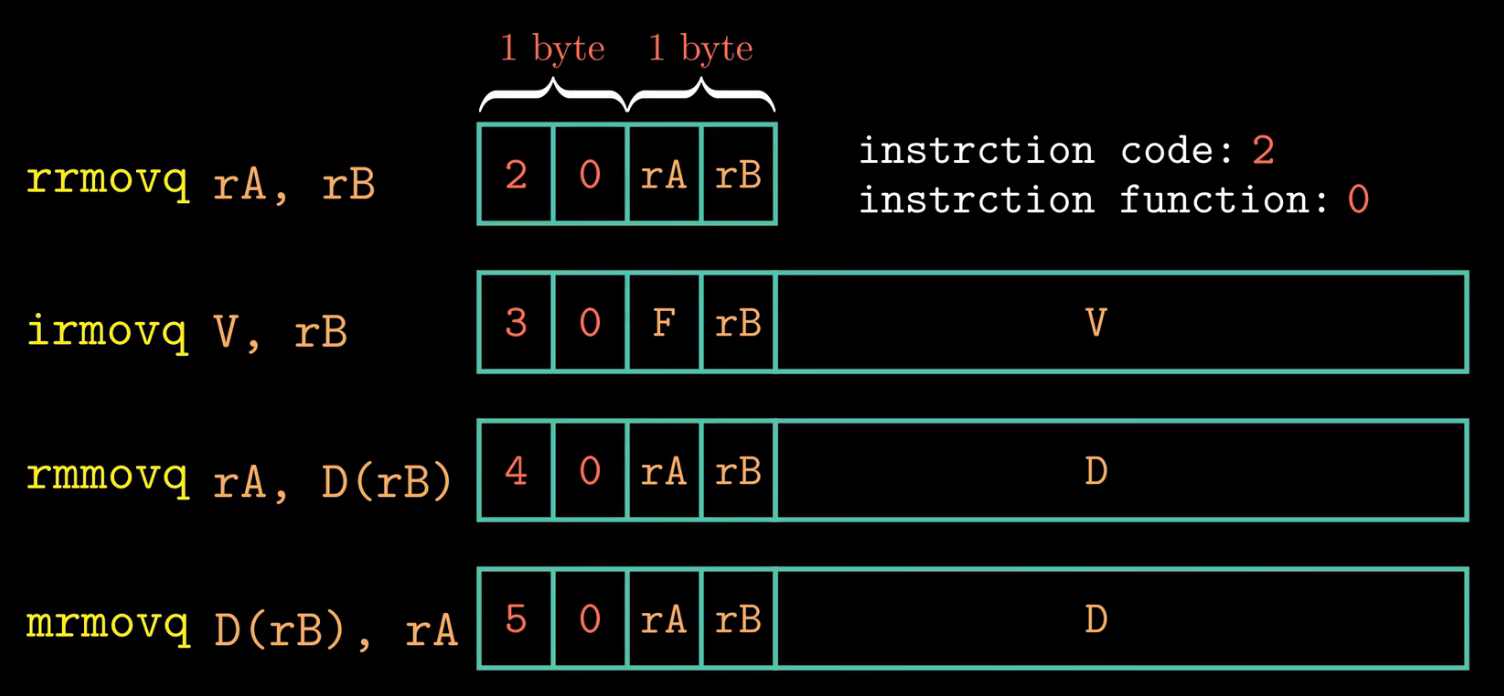 1 byte 1 byte
rrmovq rA, rB 2 0 rA rB
instrction code: 2
instrction function: 0
irmovq V, rB 3 0 F rB V
rmmovq rA, D(rB) 4 0 rA rB D
mrmovq D(rB), rA 5 0 rA rB D